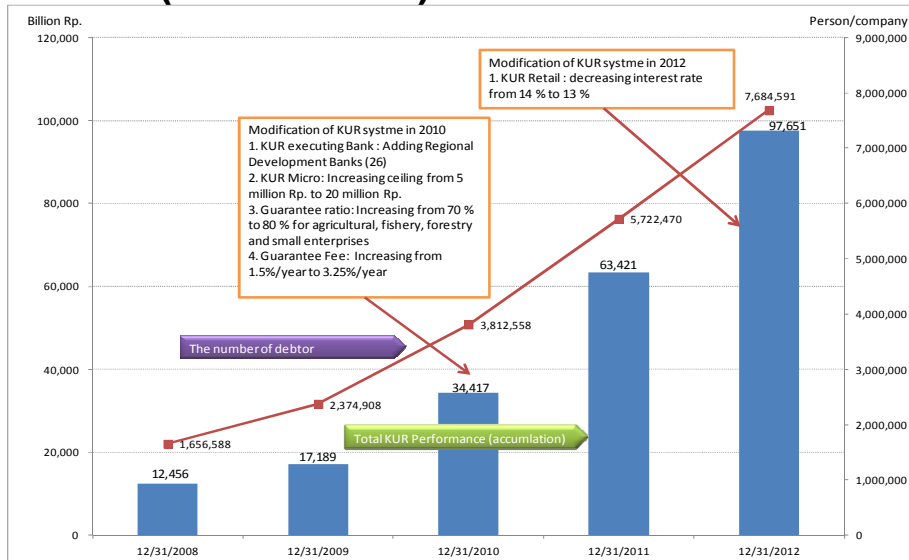 Billion Rp.
Person/company
120,000
100,000
80,000
60,000
40,000
20,000
0
9,000,000
8,000,000
7,000,000
6,000,000
5,000,000
4,000,000
3,000,000
2,000,000
1,000,000
0
Modification of KUR systme in 2012
1. KUR Retail : decreasing interest rate
from 14 % to 13 %
Modification of KUR systme in 2010
1. KUR executing Bank : Adding Regional
Development Banks (26)
2. KUR Micro: Increasing ceiling from 5
million Rp. to 20 million Rp.
3. Guarantee ratio: Increasing from 70 %
to 80 % for agricultural, fishery, forestry
and small enterprises
4. Guarantee Fee: Increasing from
1.5%/year to 3.25%/year
7,684,591
97,651
5,722,470
63,421
3,812,558
The number of debtor
34,417
2,374,908
Total KUR Performance (accumlation)
1,656,588
17,189
12,456
12/31/2008
12/31/2009
12/31/2010
12/31/2011
12/31/2012